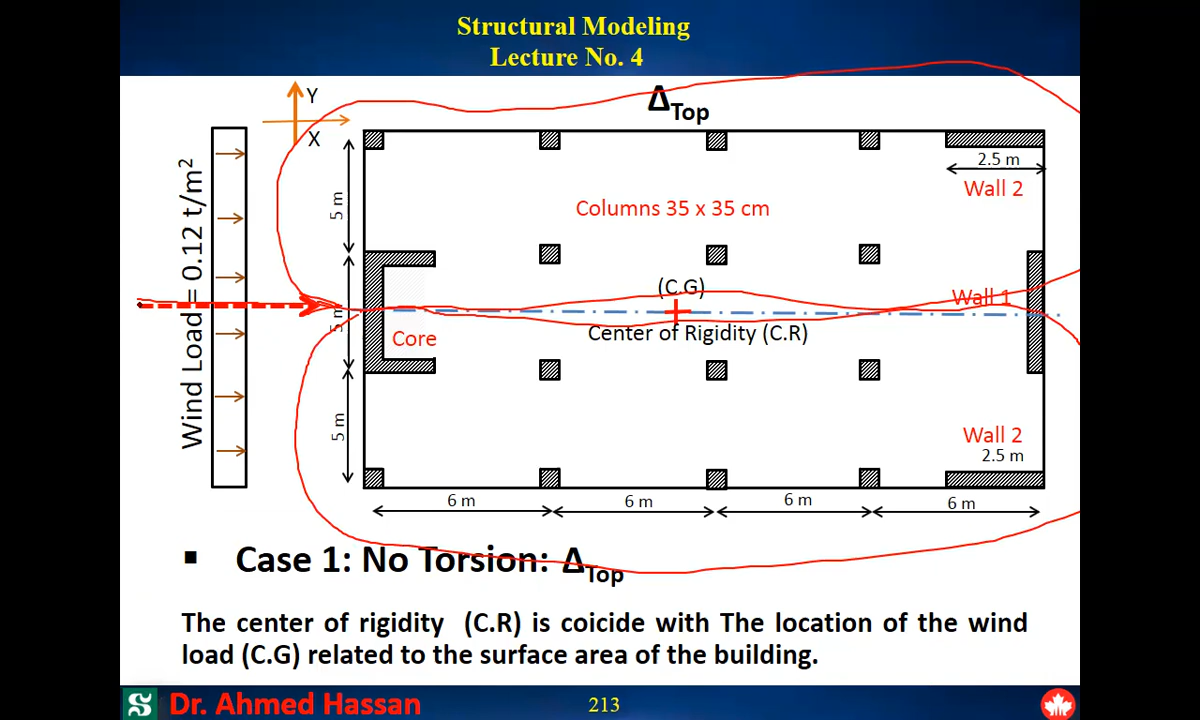 Structural Modeling
Lecture No. 4
Y
X
Δ Top
Wind Load = 0.12 t/m²
2.5 m
Wall 2
5 m
Columns 35 x 35 cm
(C.G)
Wall 1
5 m
Core
Center of Rigidity (C.R)
5 m
Wall 2
2.5 m
6 m
6 m
6 m
6 m
▪ Case 1: No Torsion: Δ Top
The center of rigidity (C.R) is coicide with The location of the wind
load (C.G) related to the surface area of the building.
Dr. Ahmed Hassan
213